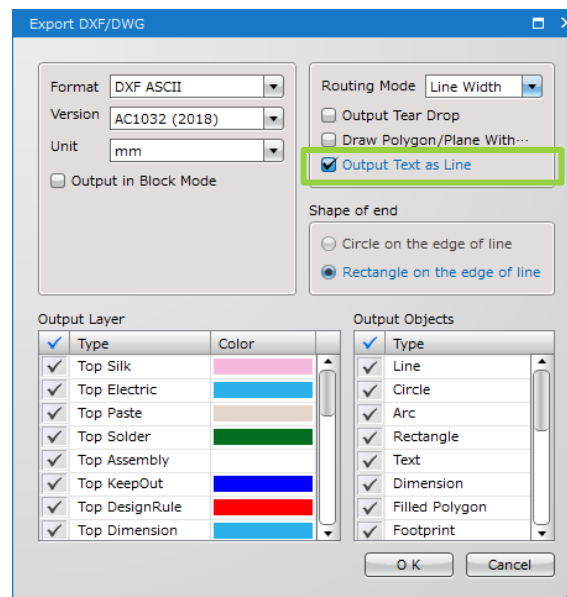 Export DXF/DWG
Format DXF ASCII
Version AC1032 (2018)
Unit mm
Output in Block Mode
Routing Mode Line Width
Output Tear Drop
Draw Polygon/Plane With···
Output Text as Line
Shape of end
Circle on the edge of line
Rectangle on the edge of line
Output Layer
Type Color
Top Silk
Top Electric
Top Paste
Top Solder
Top Assembly
Top KeepOut
Top DesignRule
Top Dimension
Output Objects
Type
Line
Circle
Arc
Rectangle
Text
Dimension
Filled Polygon
Footprint
O K Cancel